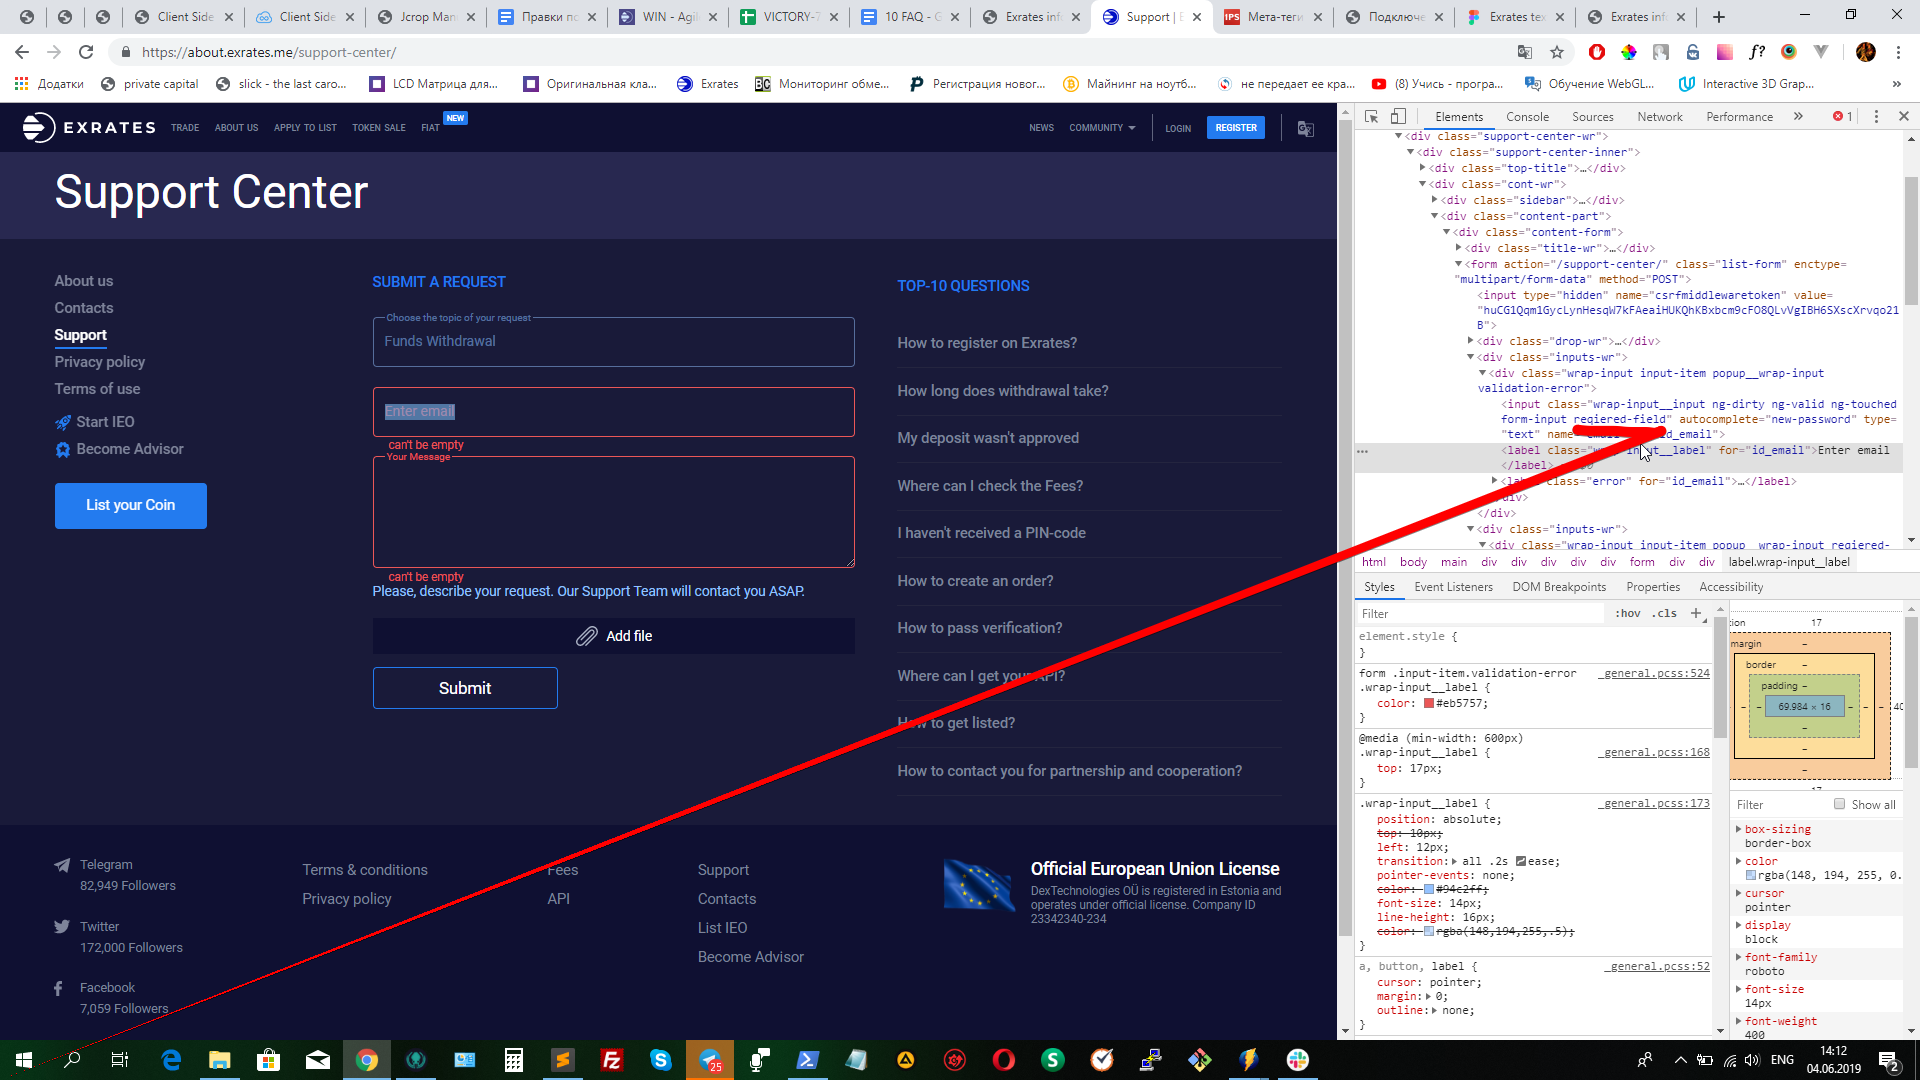 Client Side
Client Side
Jcrop Man
Правки по
WIN - Agil
VICTORY-7
10 FAQ - G
Exrates inf
Support | E
Мета-теги
Подключе
Exrates tex
Exrates inf
https://about.exrates.me/support-center/
Додатки
private capital
slick - the last caro...
LCD Матрица для...
Оригинальная кла...
Exrates
Мониторинг обме...
Регистрация новог...
Майнинг на ноутб...
не передает ее кра...
(8) Учись - програ...
Обучение WebGL...
Interactive 3D Grap...
EXRATES
TRADE
ABOUT US
APPLY TO LIST
TOKEN SALE
FIAT
NEW
NEWS
COMMUNITY
LOGIN
REGISTER
Support Center
About us
Contacts
Support
Privacy policy
Terms of use
Start IEO
Become Advisor
List your Coin
SUBMIT A REQUEST
Choose the topic of your request
Funds Withdrawal
Enter email
can't be empty
Your Message
can't be empty
Please, describe your request. Our Support Team will contact you ASAP.
Add file
Submit
TOP-10 QUESTIONS
How to register on Exrates?
How long does withdrawal take?
My deposit wasn't approved
Where can I check the Fees?
I haven't received a PIN-code
How to create an order?
How to pass verification?
Where can I get your API?
How to get listed?
How to contact you for partnership and cooperation?
Telegram
82,949 Followers
Twitter
172,000 Followers
Facebook
7,059 Followers
Terms & conditions
Privacy policy
Fees
API
Support
Contacts
List IEO
Become Advisor
Official European Union License
DexTechnologies OÜ is registered in Estonia and
operates under official license. Company ID
23342340-234
Elements
Console
Sources
Network
Performance
1
<div class="support-center-wr">
<div class="support-center-inner">
<div class="top-title">…</div>
<div class="cont-wr">
<div class="sidebar">…</div>
<div class="content-part">
<div class="content-form">
<div class="title-wr">…</div>
<form action="/support-center/" class="list-form" enctype=
"multipart/form-data" method="POST">
<input type="hidden" name="csrfmiddlewaretoken" value=
<div class="drop-wr">…</div>
<div class="inputs-wr">
<div class="wrap-input input-item popup__wrap-input
validation-error">
<input class="wrap-input__input ng-dirty ng-valid ng-touched
form-input reqiered-field" autocomplete="new-password" type=
"text" name= id_email">
<label class="wrap-input__label" for="id_email">Enter email
</label>
class="error" for="id_email">…</label>
</div>
<div class="inputs-wr">
<div class="wrap-input input-item popup__wrap-input reqiered-
html body main div div div div div form div div label.wrap-input__label
Styles
Event Listeners
DOM Breakpoints
Properties
Accessibility
Filter
:hov .cls +
element.style {
}
form .input-item.validation-error
.wrap-input__label {
_general.pcss:524
color: #eb5757;
}
@media (min-width: 600px)
.wrap-input__label {
_general.pcss:168
top: 17px;
}
.wrap-input__label {
_general.pcss:173
position: absolute;
top: 10px;
left: 12px;
transition: all .2s ease;
pointer-events: none;
color: #94c2ff;
font-size: 14px;
line-height: 16px;
color: rgba(148,194,255,.5);
}
a, button, label {
_general.pcss:52
cursor: pointer;
margin: 0;
outline: none;
}
17
margin
border
padding
69.984 × 16
Filter
Show all
box-sizing
border-box
color
rgba(148, 194, 255, 0.
cursor
pointer
display
block
font-family
roboto
font-size
14px
font-weight
400
25
ENG
14:12
04.06.2019
2